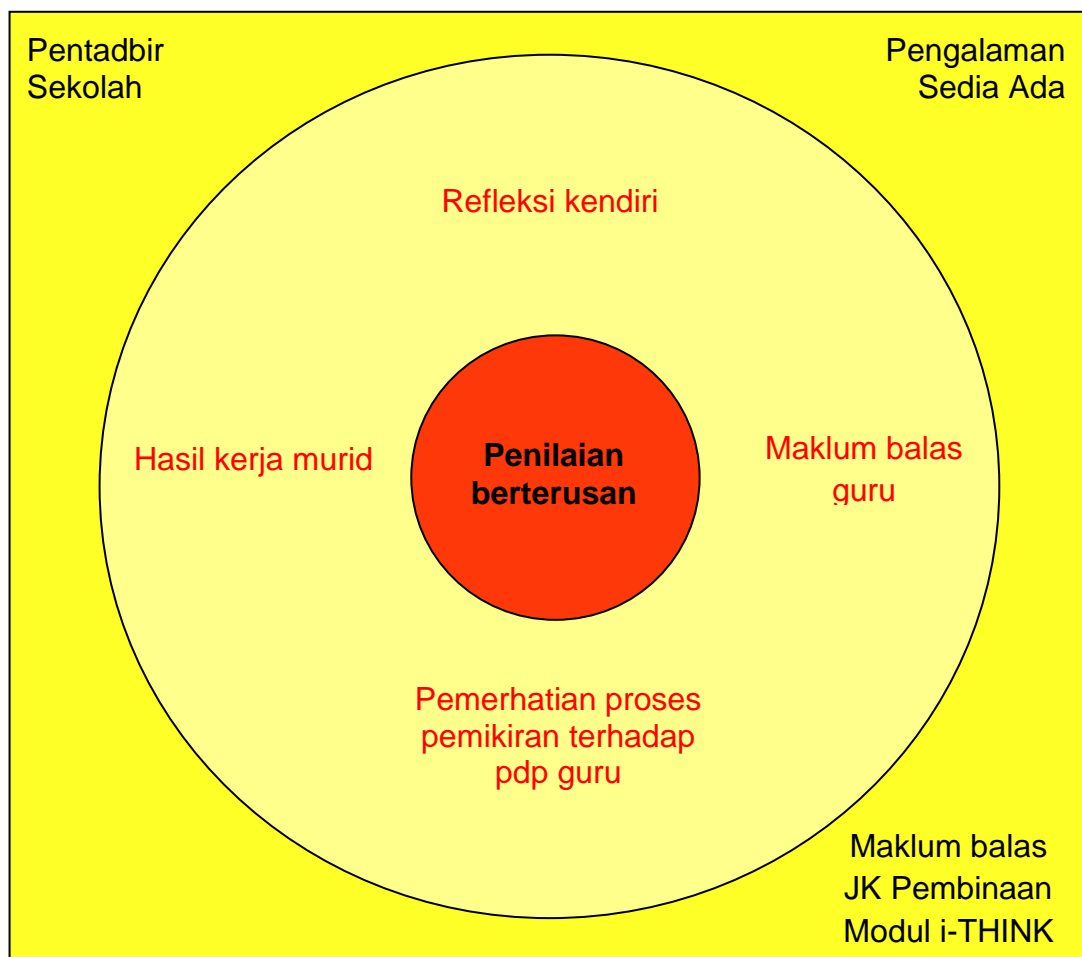 Pentadbir
Sekolah
Pengalaman
Sedia Ada
Refleksi kendiri
Hasil kerja murid
Penilaian
berterusan
Maklum balas
guru
Pemerhatian proses
pemikiran terhadap
pdp guru
Maklum balas
JK Pembinaan
Modul i-THINK